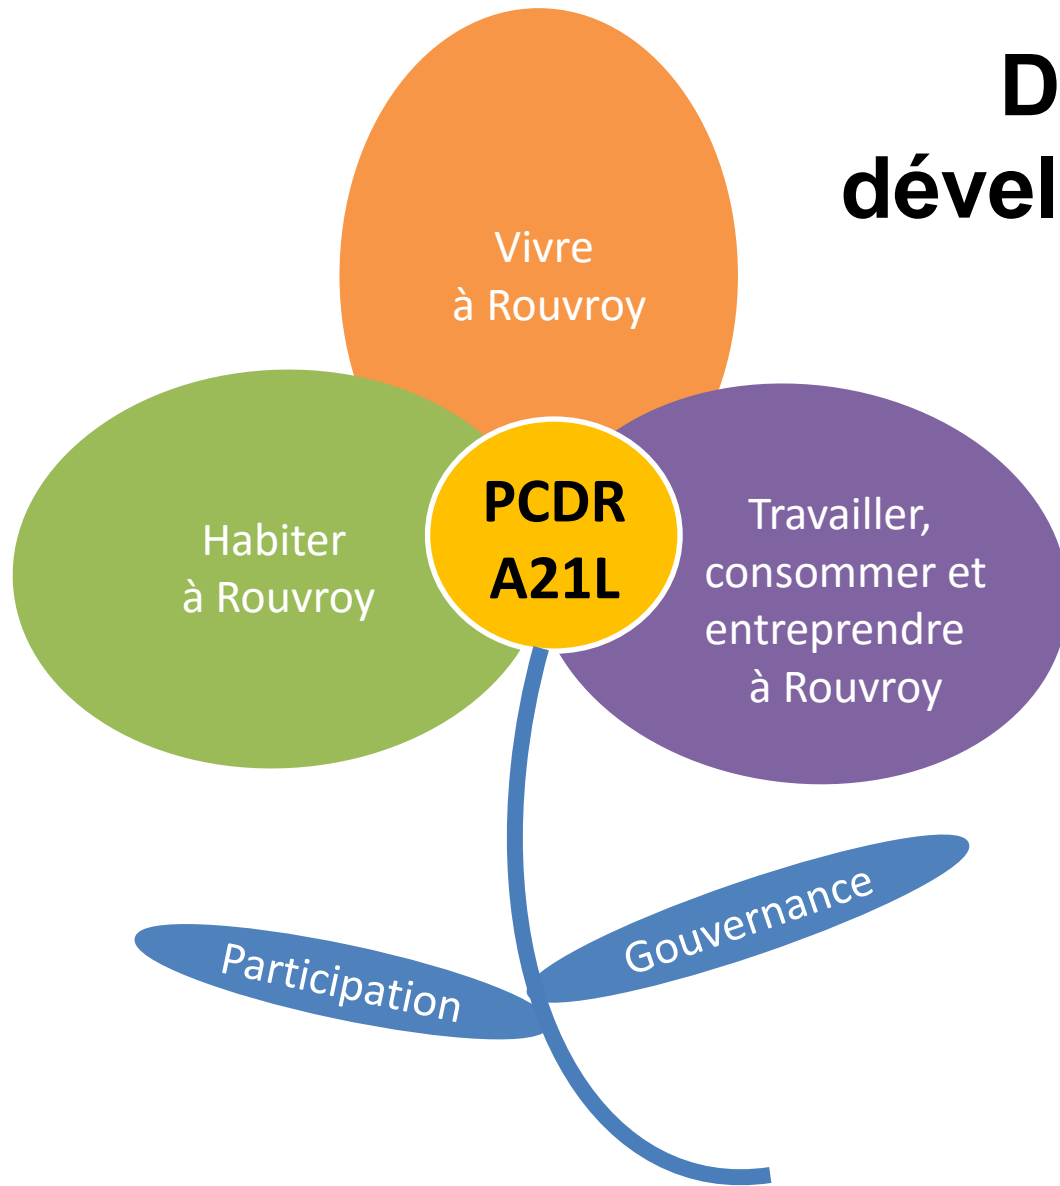 D
dével
Vivre
à Rouvroy
Habiter
à Rouvroy
PCDR
A21L
Travailler,
consommer et
entreprendre
à Rouvroy
Participation
Gouvernance